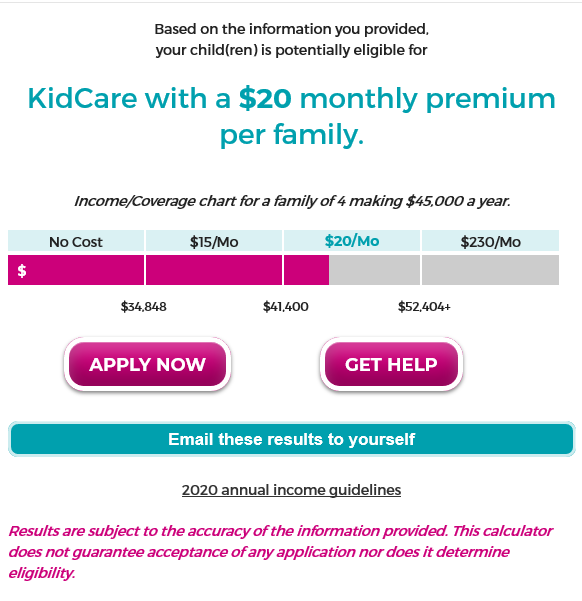 Based on the information you provided,
your child(ren) is potentially eligible for
KidCare with a $20 monthly premium
per family.
Income/Coverage chart for a family of 4 making $45,000 a year.
No Cost $15/Mo $20/Mo $230/Mo
$
$34,848 $41,400 $52,404+
APPLY NOW GET HELP
Email these results to yourself
2020 annual income guidelines
Results are subject to the accuracy of the information provided. This calculator
does not guarantee acceptance of any application nor does it determine
eligibility.